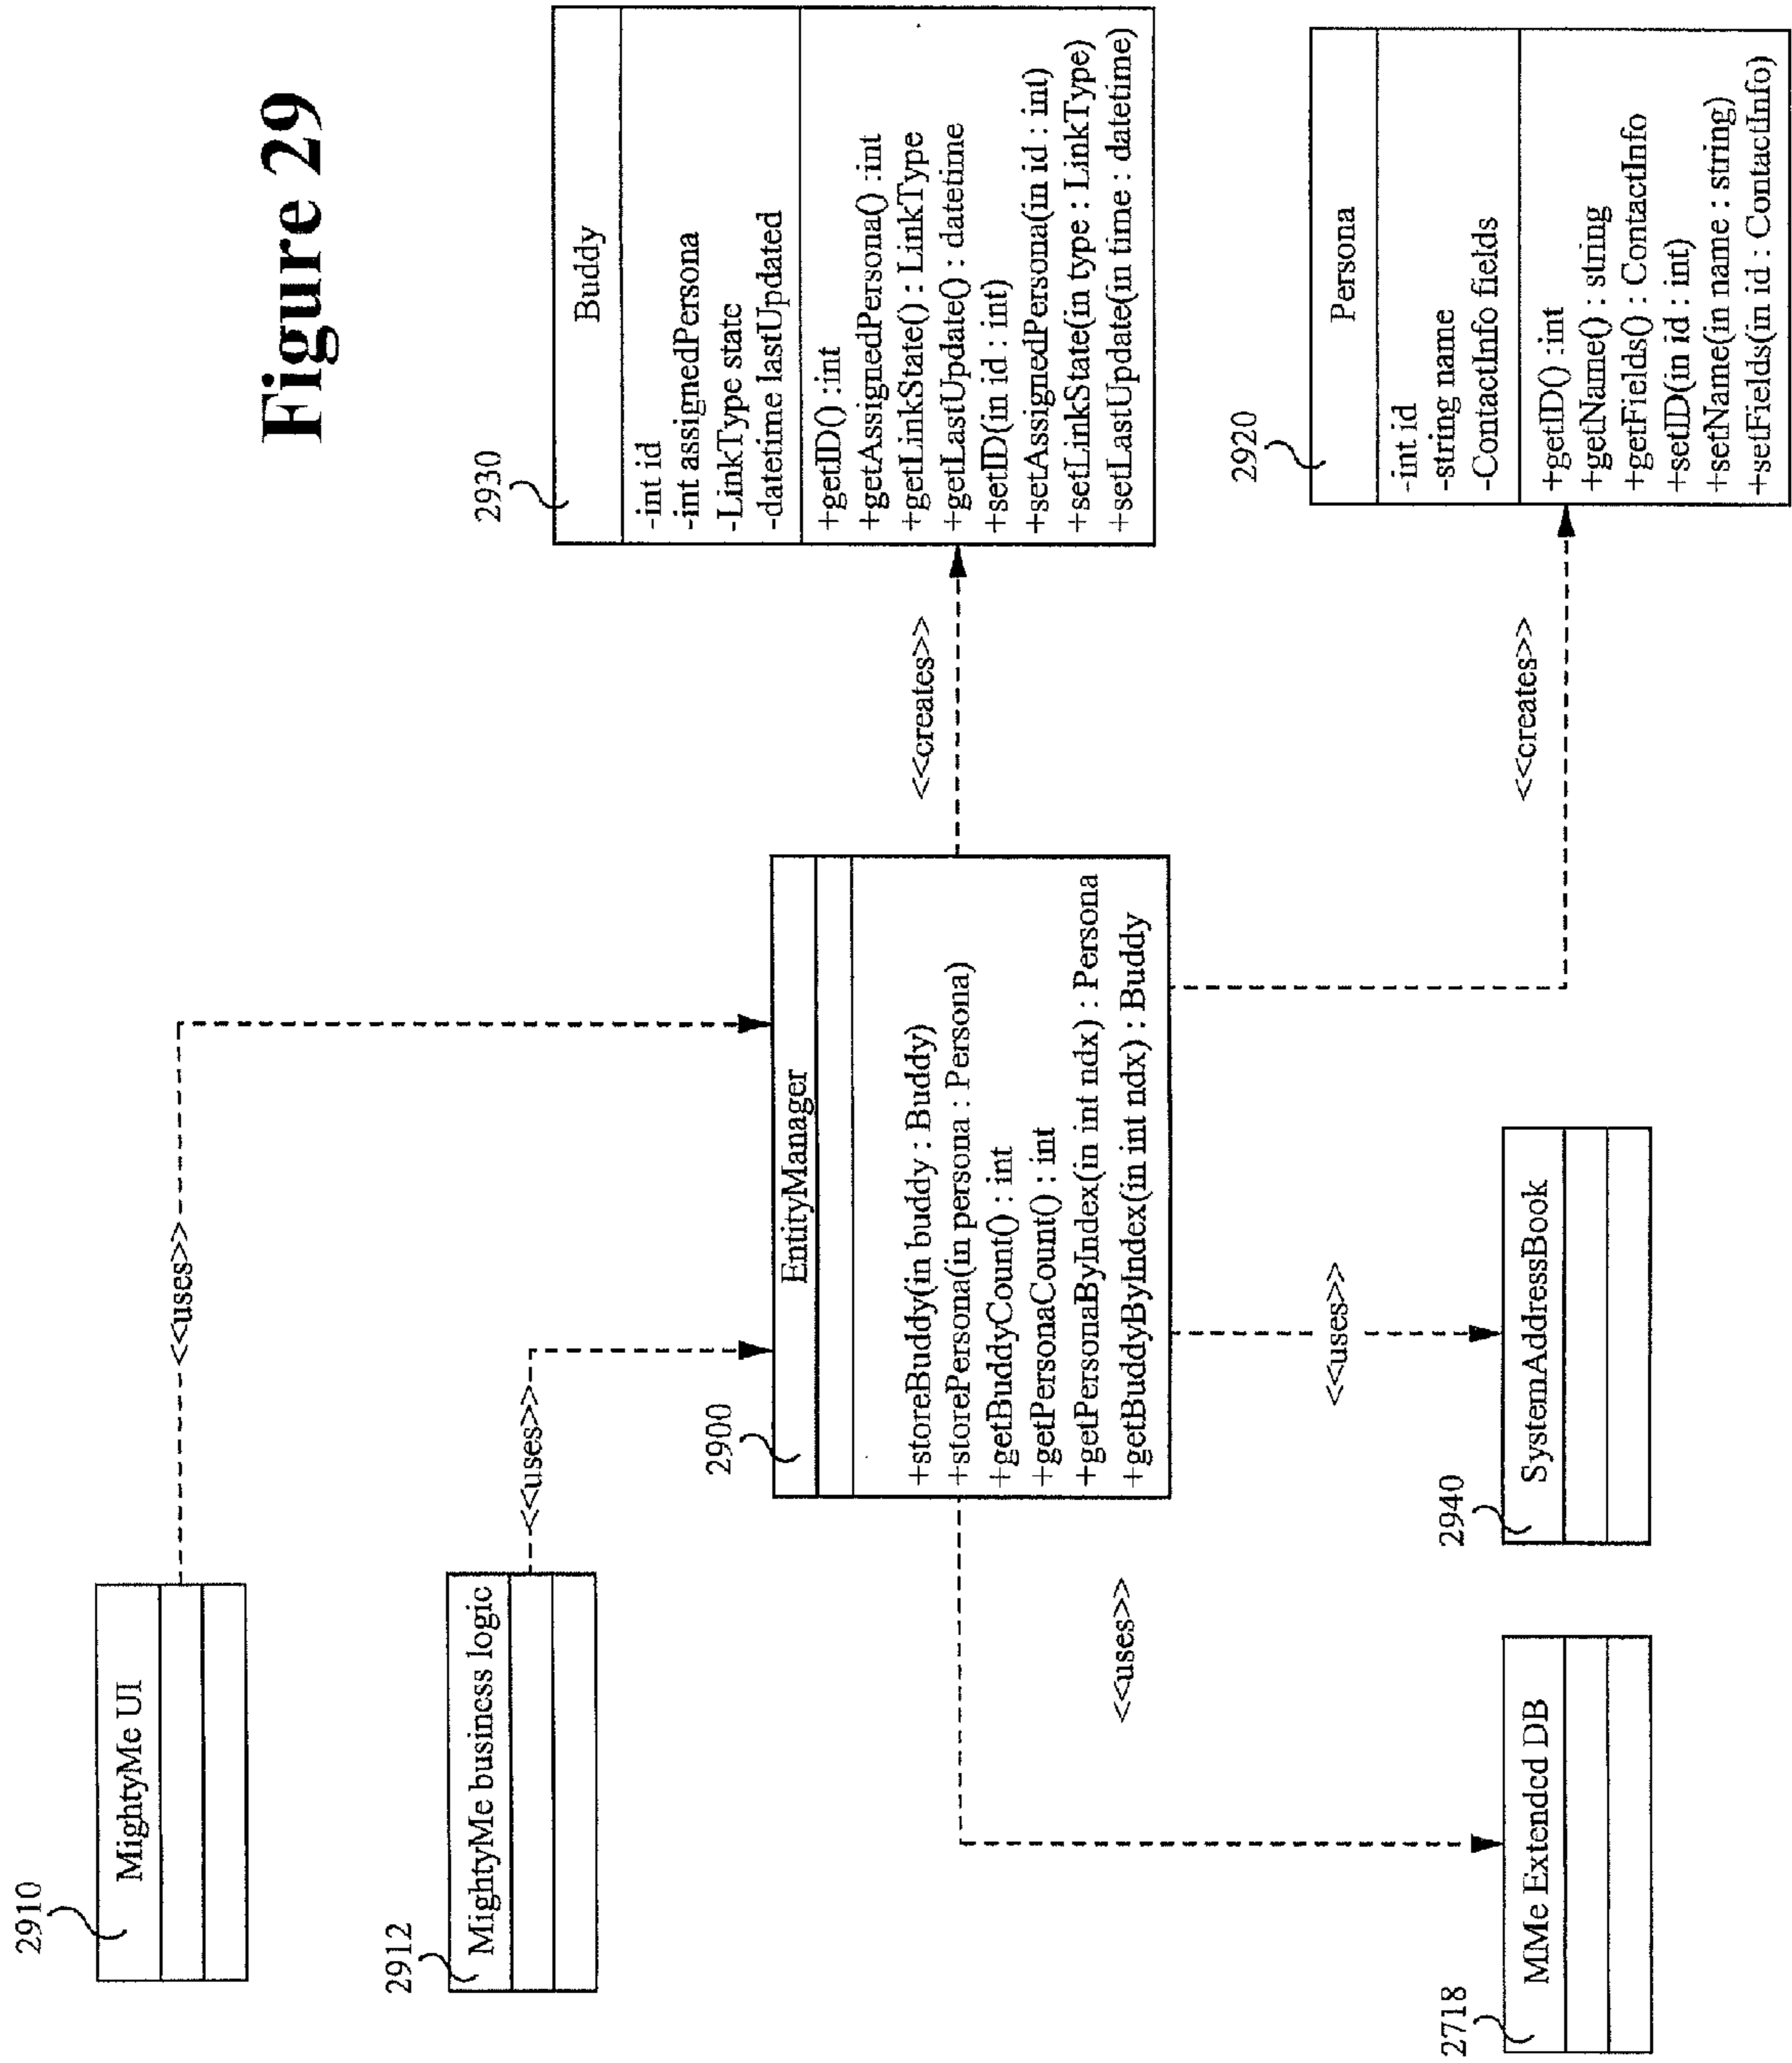 Figure 29
2910
MightyMe UI
<<uses>>
2912
MightyMe business logic
<<uses>>
2900
EntityManager
+storeBuddy(in buddy : Buddy)
+storePersona(in persona : Persona)
+getBuddyCount() : int
+getPersonaCount() : int
+getPersonaByIndex(in int ndx) : Persona
+getBuddyByIndex(in int ndx) : Buddy
<<creates>>
2930
Buddy
-int id
-int assignedPersona
-LinkType state
-datetime lastUpdated
+getID() :int
+getAssignedPersona() :int
+getLinkState() : LinkType
+getLastUpdate() : datetime
+setID(in id : int)
+setAssignedPersona(in id : int)
+setLinkState(in type : LinkType)
+setLastUpdate(in time : datetime)
<<creates>>
2920
Persona
-int id
-string name
-ContactInfo fields
+getID() :int
+getName() : string
+getFields() : ContactInfo
+setID(in id : int)
+setName(in name : string)
+setFields(in id : ContactInfo)
<<uses>>
2718
MMe Extended DB
<<uses>>
2940
SystemAddressBook